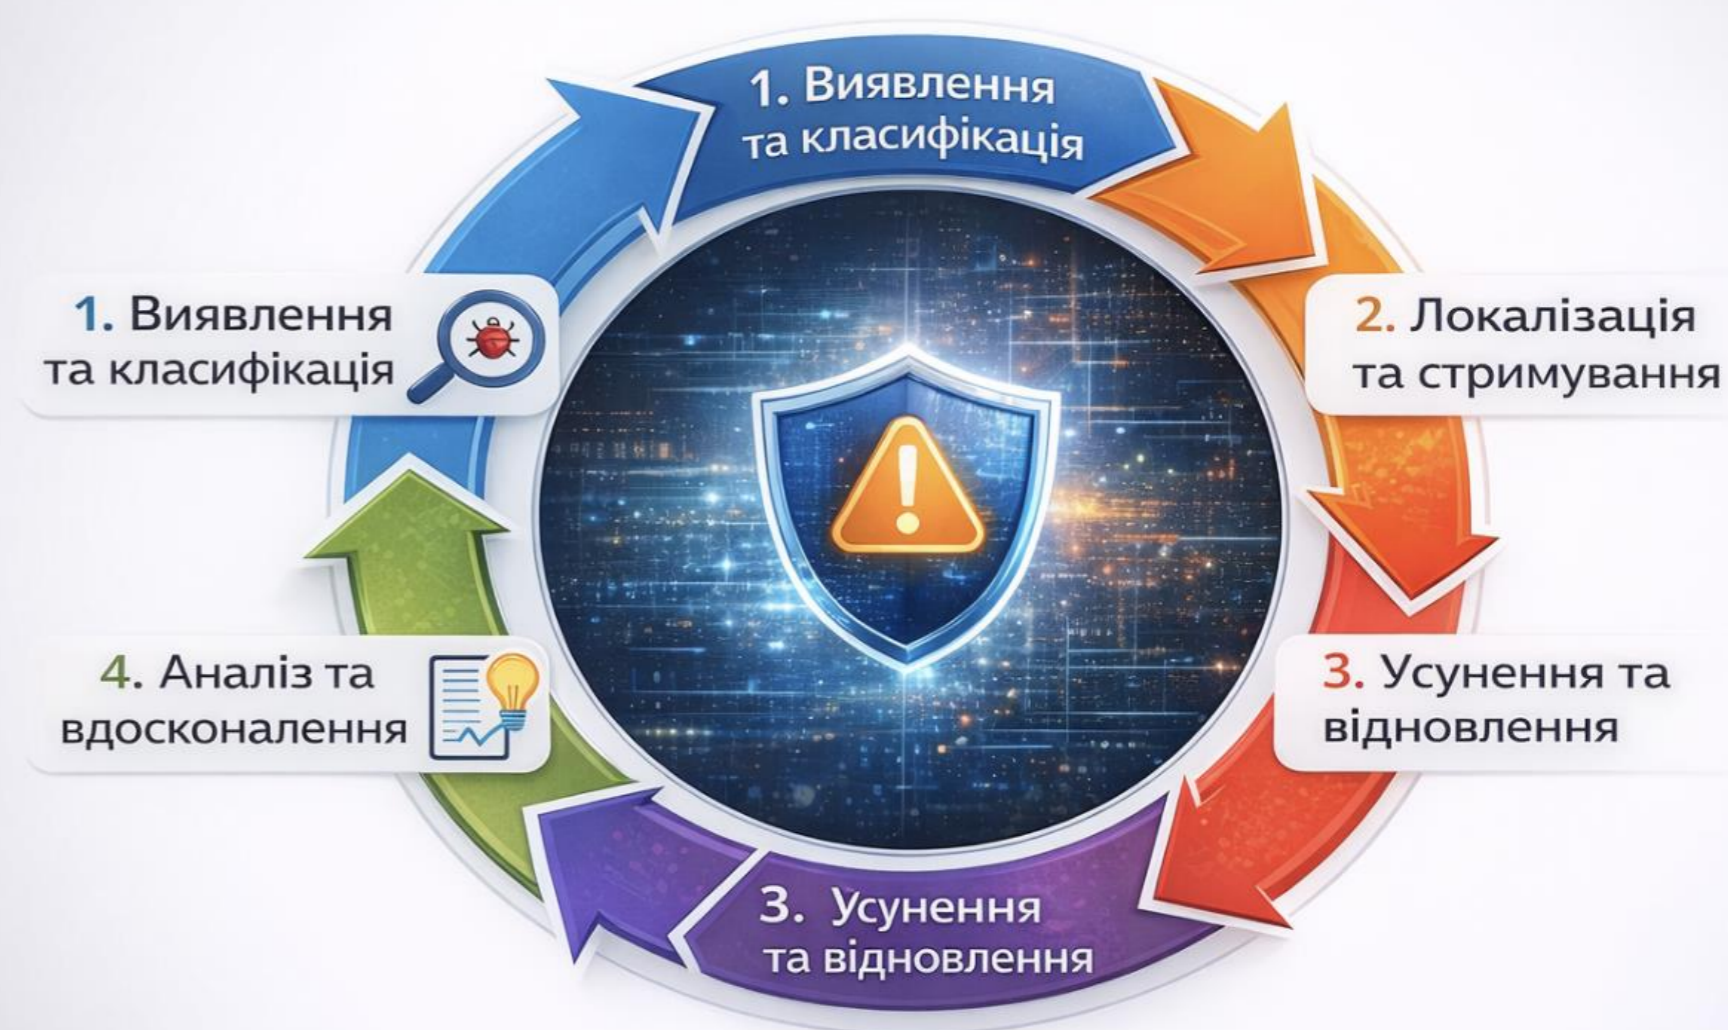 1. Виявлення
та класифікація
1. Виявлення
та класифікація
2. Локалізація
та стримування
4. Аналіз та
вдосконалення
3. Усунення та
відновлення
3. Усунення
та відновлення